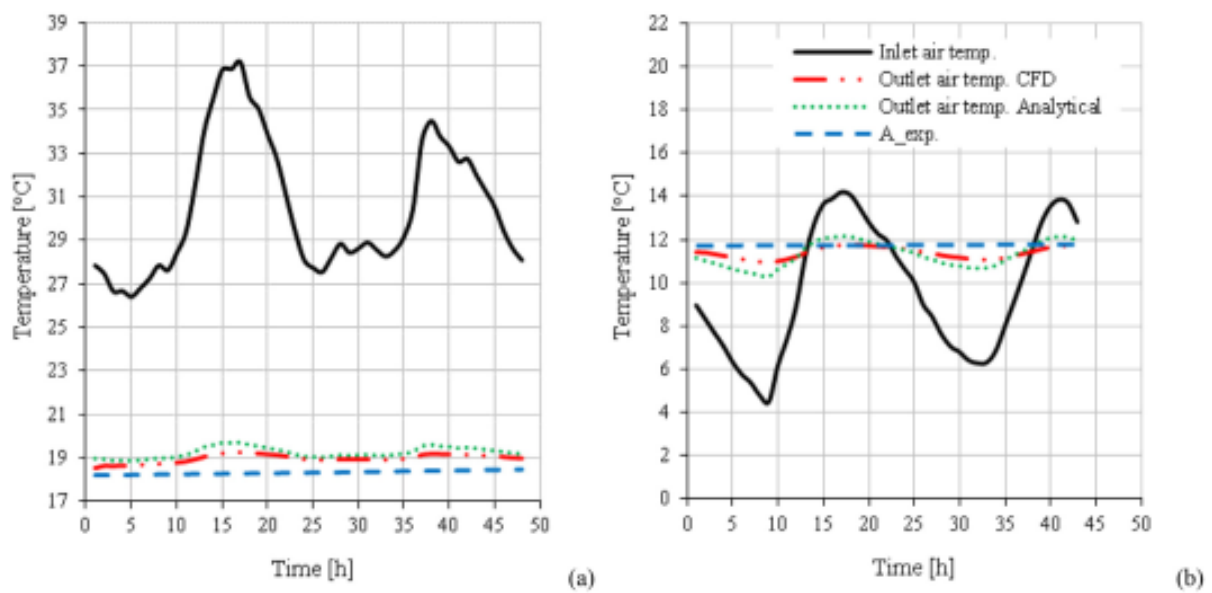 39
37
35
33
31
29
27
25
23
21
19
17
Temperature [°C]
0 5 10 15 20 25 30 35 40 45 50
Time [h]
(a)
22
20
18
16
14
12
10
8
6
4
2
0
Temperature [°C]
Inlet air temp.
Outlet air temp. CFD
Outlet air temp. Analytical
A_exp.
0 5 10 15 20 25 30 35 40 45 50
Time [h]
(b)